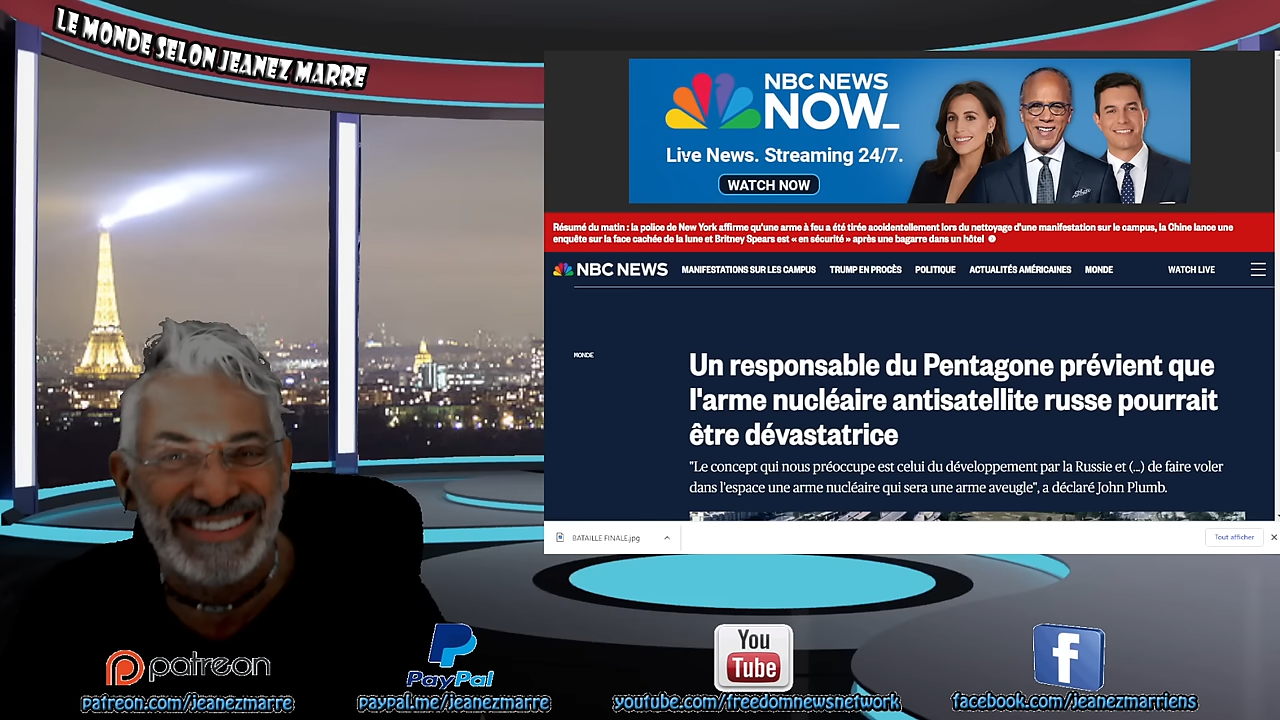 LE MONDE SELON JEANEZ MARRE
NBC NEWS
NOW_
Live News. Streaming 24/7.
WATCH NOW
Résumé du matin : la police de New York affirme qu'une arme à feu a été tirée accidentellement lors du nettoyage d'une manifestation sur le campus, la Chine lance une
enquête sur la face cachée de la lune et Britney Spears est « en sécurité » après une bagarre dans un hôtel
NBC NEWS MANIFESTATIONS SUR LES CAMPUS TRUMP EN PROCÈS POLITIQUE ACTUALITÉS AMÉRICAINES MONDE WATCH LIVE
MONDE
Un responsable du Pentagone prévient que
l'arme nucléaire antisatellite russe pourrait
être dévastatrice
"Le concept qui nous préoccupe est celui du développement par la Russie et (...) de faire voler
dans l'espace une arme nucléaire qui sera une arme aveugle", a déclaré John Plumb.
BATAILLE FINALE.jpg
Tout afficher
patreon
patreon.com/jeanezmarre
PayPal
paypal.me/jeanezmarre
You
Tube
youtube.com/freedomnewsnetwork
f
facebook.com/jeanezmarriens